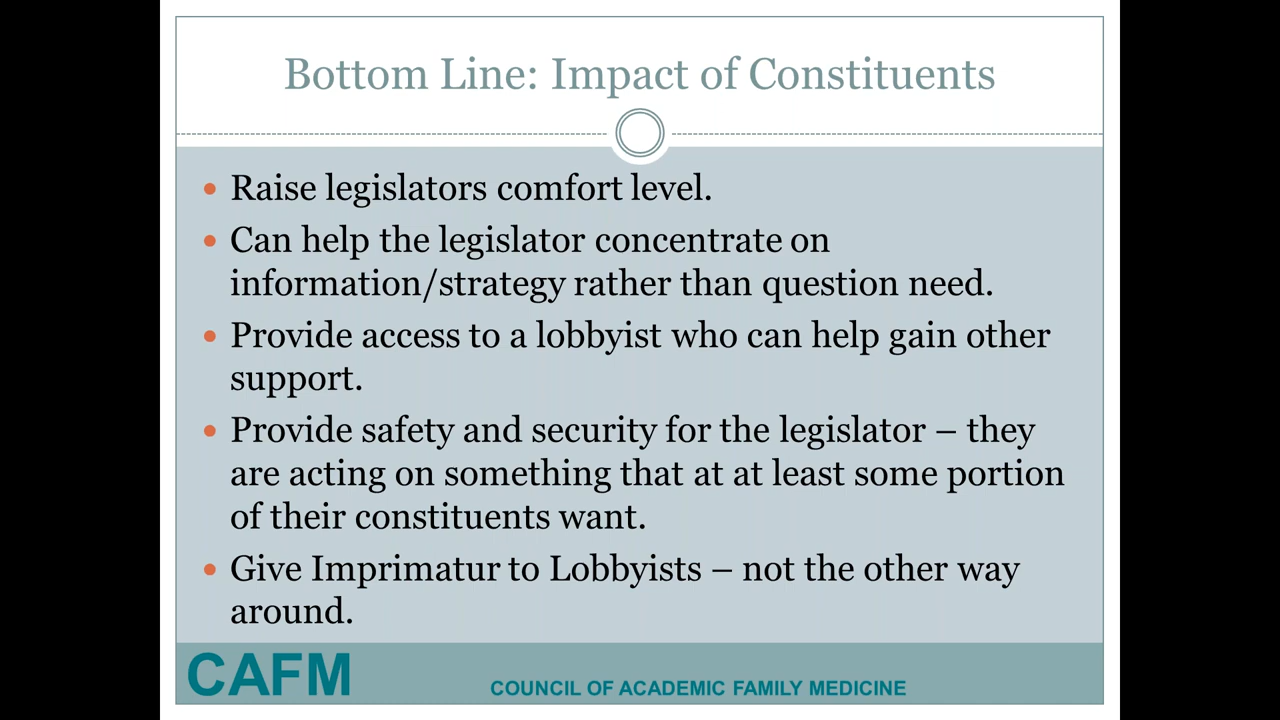 Bottom Line: Impact of Constituents
Raise legislators comfort level.
Can help the legislator concentrate on
information/strategy rather than question need.
Provide access to a lobbyist who can help gain other
support.
Provide safety and security for the legislator – they
are acting on something that at at least some portion
of their constituents want.
Give Imprimatur to Lobbyists – not the other way
around.
CAFM
COUNCIL OF ACADEMIC FAMILY MEDICINE